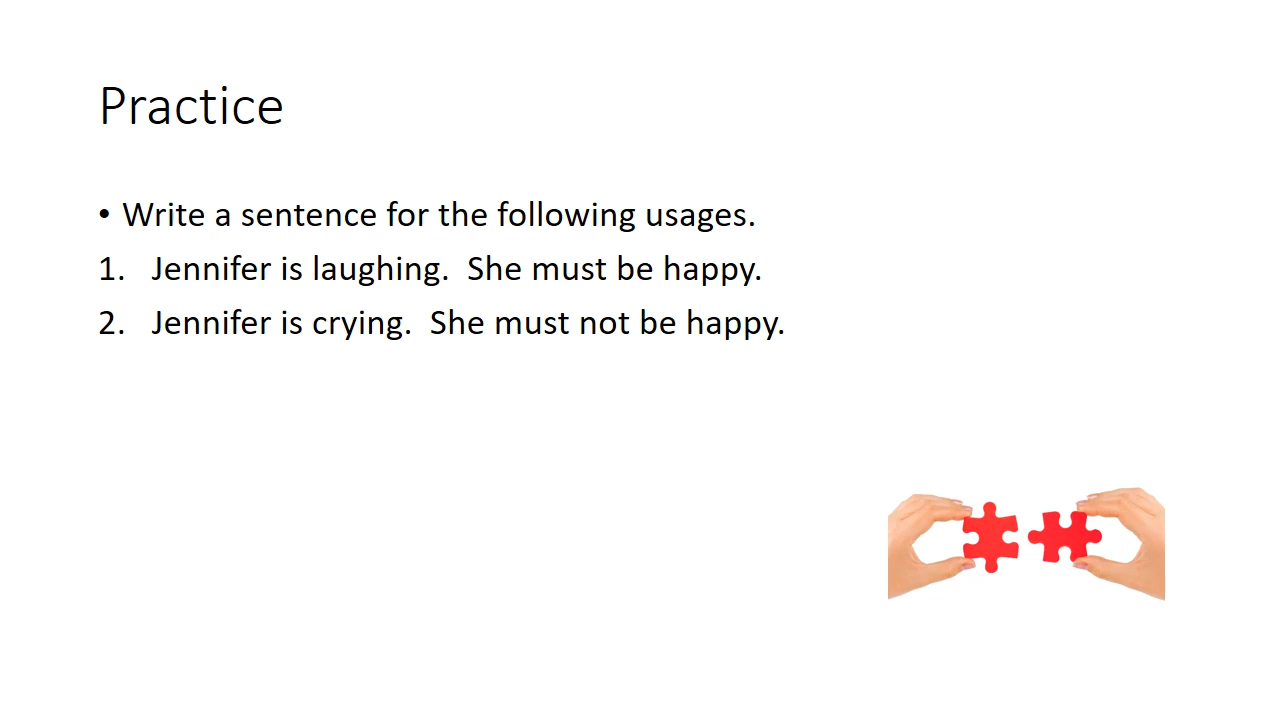 Practice
• Write a sentence for the following usages.
1. Jennifer is laughing.  She must be happy.
2. Jennifer is crying.  She must not be happy.